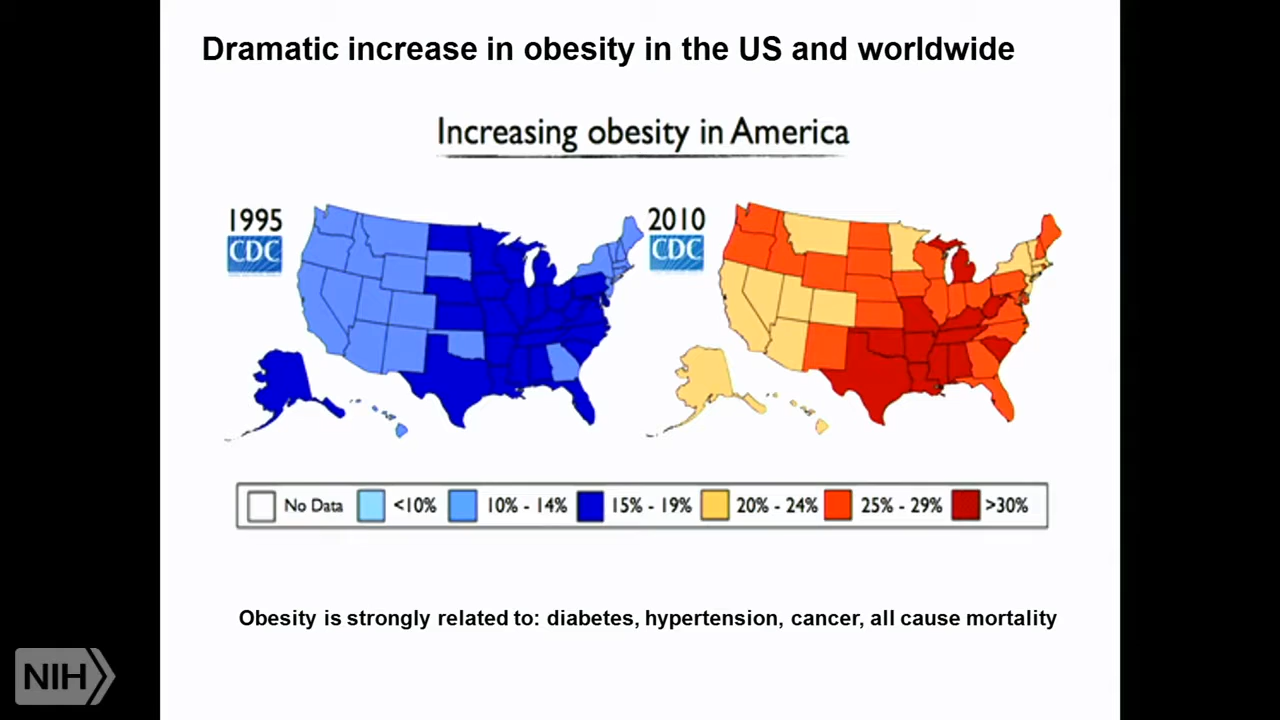 Dramatic increase in obesity in the US and worldwide
Increasing obesity in America
1995
CDC
2010
CDC
No Data <10% 10% - 14% 15% - 19% 20% - 24% 25% - 29% >30%
Obesity is strongly related to: diabetes, hypertension, cancer, all cause mortality
NIH